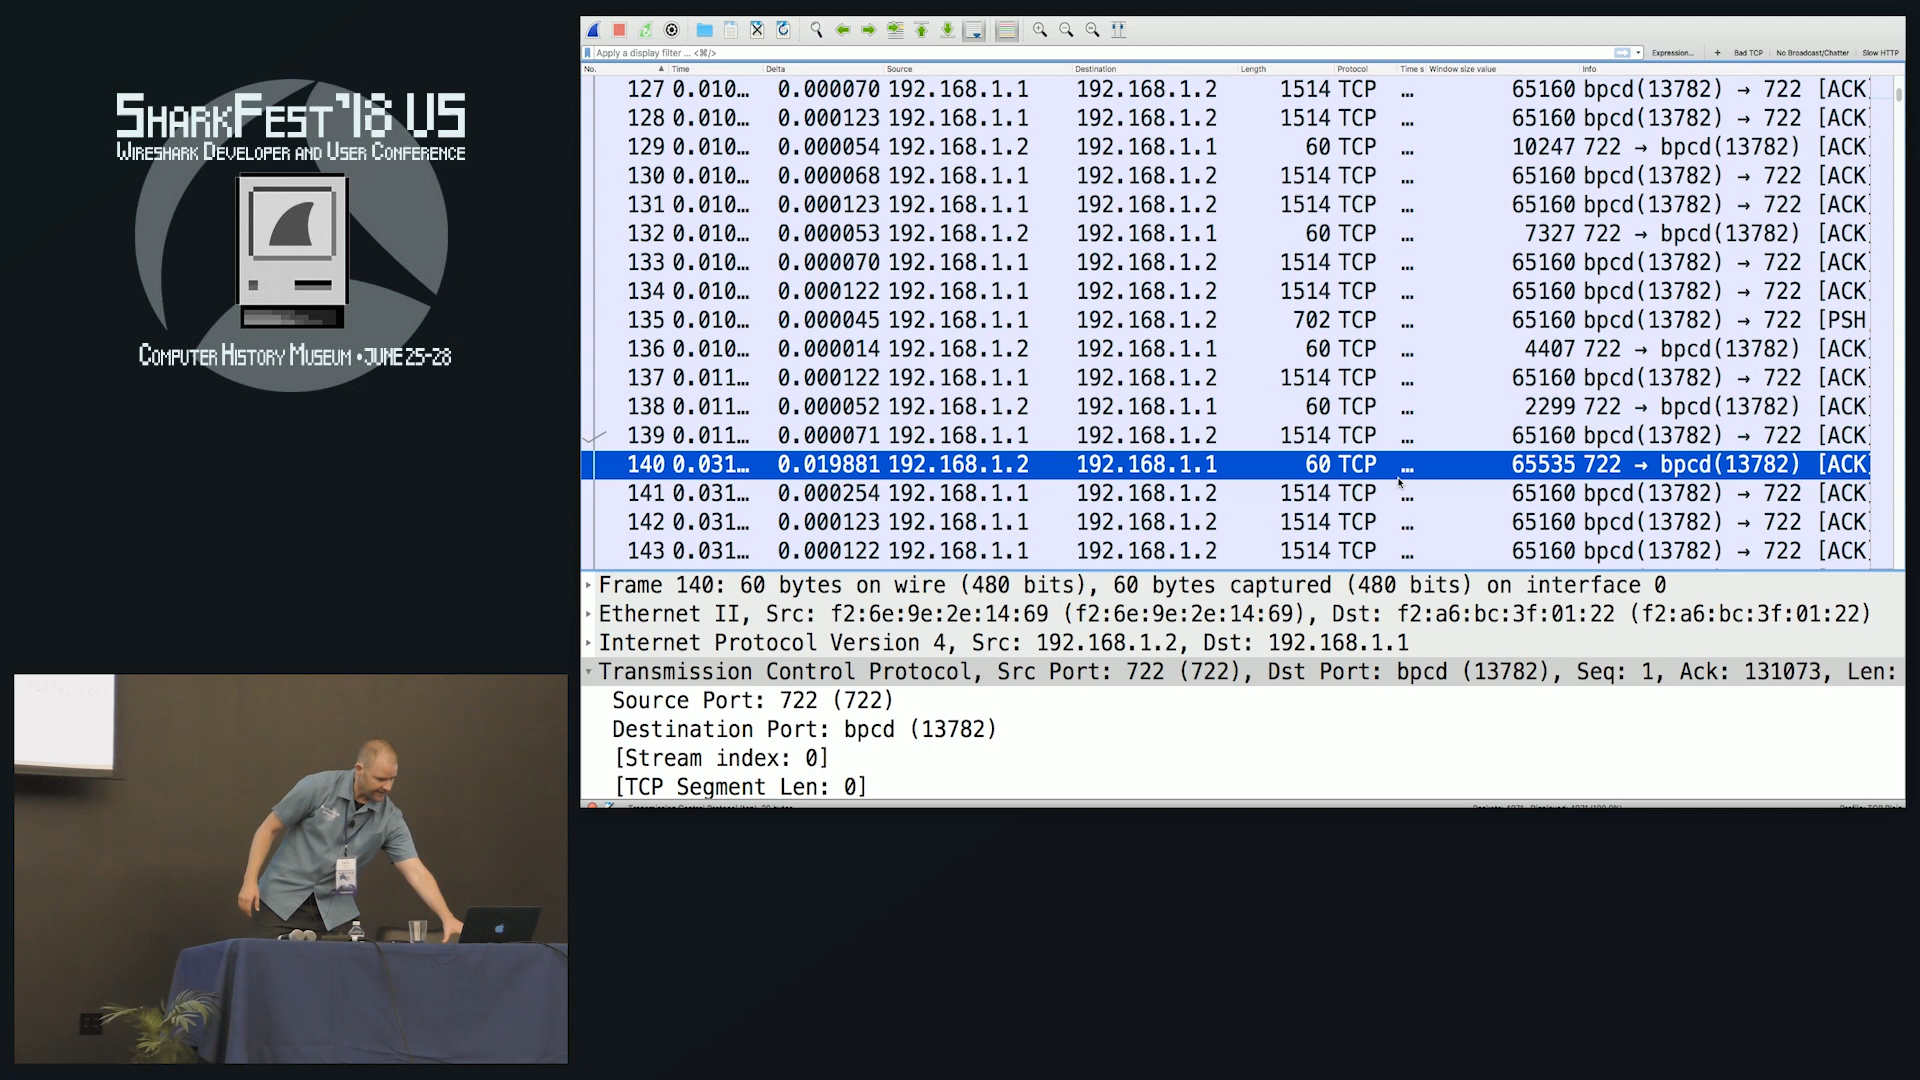 SHARKFEST'18 US
WIRESHARK DEVELOPER AND USER CONFERENCE
COMPUTER HISTORY MUSEUM • JUNE 25-28
Apply a display filter ... <⌘/>
Expression... + Bad TCP No Broadcast/Chatter Slow HTTP
No. Time Delta Source Destination Length Protocol Time s Window size value Info
127 0.010… 0.000070 192.168.1.1 192.168.1.2 1514 TCP … 65160 bpcd(13782) → 722 [ACK]
128 0.010… 0.000123 192.168.1.1 192.168.1.2 1514 TCP … 65160 bpcd(13782) → 722 [ACK]
129 0.010… 0.000054 192.168.1.2 192.168.1.1 60 TCP … 10247 722 → bpcd(13782) [ACK]
130 0.010… 0.000068 192.168.1.1 192.168.1.2 1514 TCP … 65160 bpcd(13782) → 722 [ACK]
131 0.010… 0.000123 192.168.1.1 192.168.1.2 1514 TCP … 65160 bpcd(13782) → 722 [ACK]
132 0.010… 0.000053 192.168.1.2 192.168.1.1 60 TCP … 7327 722 → bpcd(13782) [ACK]
133 0.010… 0.000070 192.168.1.1 192.168.1.2 1514 TCP … 65160 bpcd(13782) → 722 [ACK]
134 0.010… 0.000122 192.168.1.1 192.168.1.2 1514 TCP … 65160 bpcd(13782) → 722 [ACK]
135 0.010… 0.000045 192.168.1.1 192.168.1.2 702 TCP … 65160 bpcd(13782) → 722 [PSH,
136 0.010… 0.000014 192.168.1.2 192.168.1.1 60 TCP … 4407 722 → bpcd(13782) [ACK]
137 0.011… 0.000122 192.168.1.1 192.168.1.2 1514 TCP … 65160 bpcd(13782) → 722 [ACK]
138 0.011… 0.000052 192.168.1.2 192.168.1.1 60 TCP … 2299 722 → bpcd(13782) [ACK]
139 0.011… 0.000071 192.168.1.1 192.168.1.2 1514 TCP … 65160 bpcd(13782) → 722 [ACK]
140 0.031… 0.019881 192.168.1.2 192.168.1.1 60 TCP … 65535 722 → bpcd(13782) [ACK]
141 0.031… 0.000254 192.168.1.1 192.168.1.2 1514 TCP … 65160 bpcd(13782) → 722 [ACK]
142 0.031… 0.000123 192.168.1.1 192.168.1.2 1514 TCP … 65160 bpcd(13782) → 722 [ACK]
143 0.031… 0.000122 192.168.1.1 192.168.1.2 1514 TCP … 65160 bpcd(13782) → 722 [ACK]
Frame 140: 60 bytes on wire (480 bits), 60 bytes captured (480 bits) on interface 0
Ethernet II, Src: f2:6e:9e:2e:14:69 (f2:6e:9e:2e:14:69), Dst: f2:a6:bc:3f:01:22 (f2:a6:bc:3f:01:22)
Internet Protocol Version 4, Src: 192.168.1.2, Dst: 192.168.1.1
Transmission Control Protocol, Src Port: 722 (722), Dst Port: bpcd (13782), Seq: 1, Ack: 131073, Len:
Source Port: 722 (722)
Destination Port: bpcd (13782)
[Stream index: 0]
[TCP Segment Len: 0]